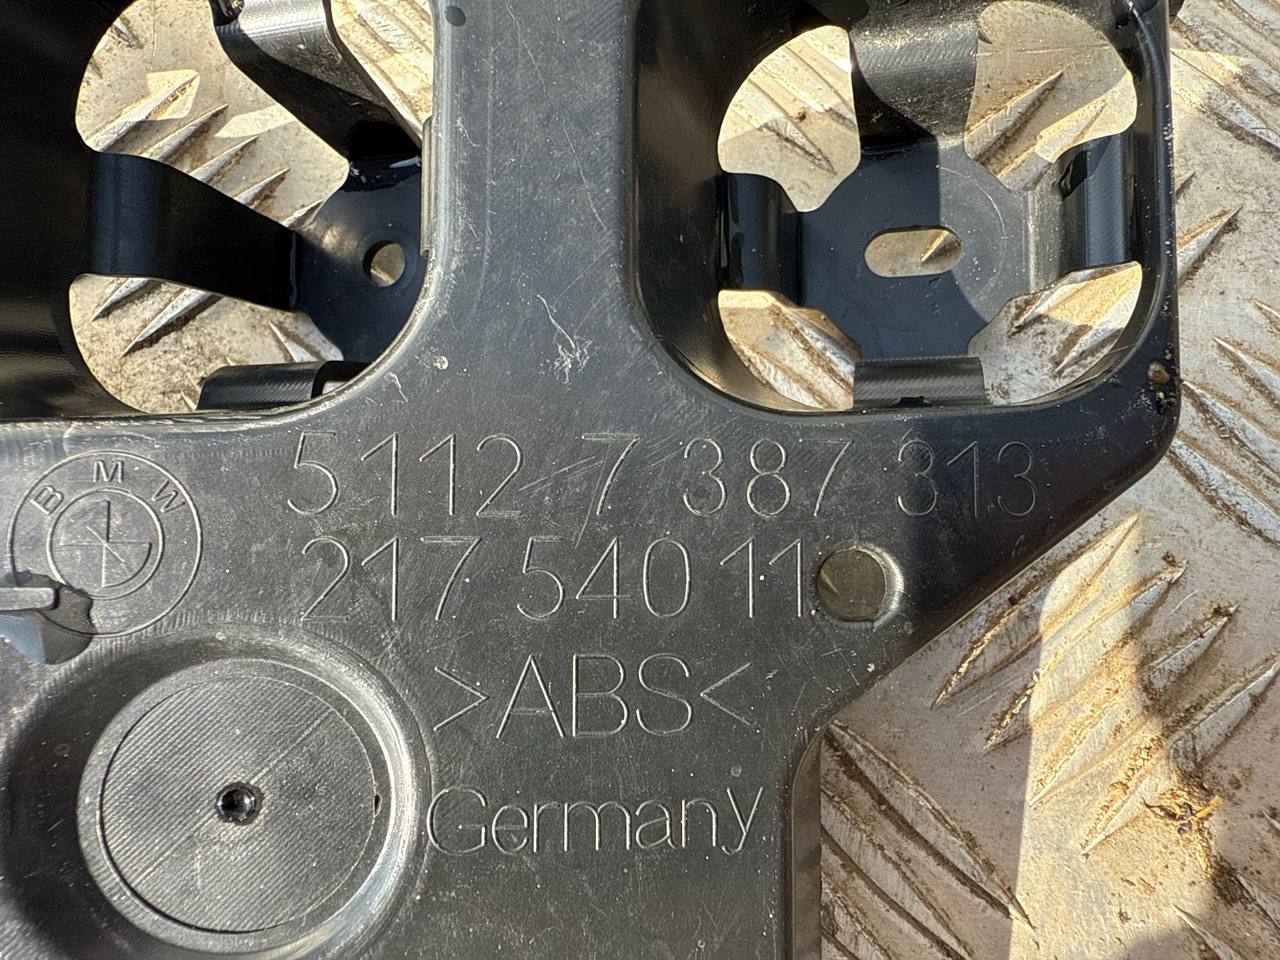 BMW
5112 7 387 313
217 540 11
>ABS<
Germany